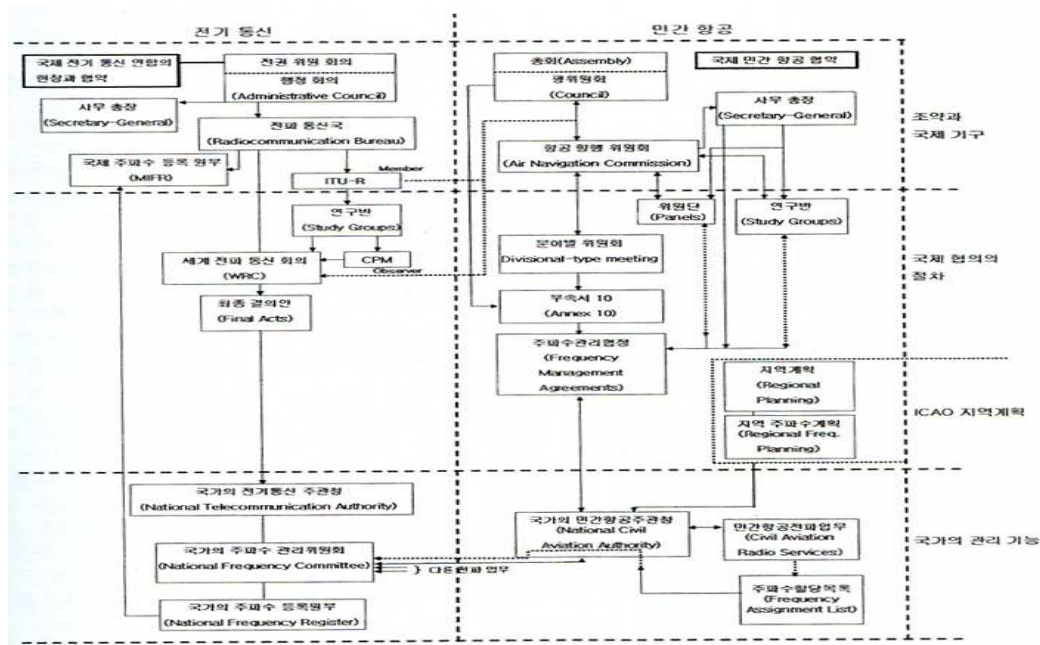 전기 통신
민간 항공
국제 전기 통신 연합의
헌장과 협약
전권 위원 회의
행정 회의
(Administrative Council)
사무 총장
(Secretary-General)
전파 통신국
(Radiocommunication Bureau)
국제 주파수 등록 원부
(MIFR)
Member
ITU-R
연구반
(Study Groups)
세계 전파 통신 회의
(WRC)
CPM
Observer
최종 결의안
(Final Acts)
국가의 전기통신 주관청
(National Telecommunication Authority)
국가의 주파수 관리위원회
(National Frequency Committee)
} 다른전파 업무
국가의 주파수 등록원부
(National Frequency Register)
총회(Assembly)
평위원회
(Council)
국제 민간 항공 협약
사무 총장
(Secretary-General)
항공 항행 위원회
(Air Navigation Commission)
위원단
(Panels)
연구반
(Study Groups)
분야별 위원회
Divisional-type meeting
부속서 10
(Annex 10)
주파수관리협정
(Frequency
Management
Agreements)
지역계획
(Regional
Planning)
지역 주파수계획
(Regional Freq.
Planning)
국가의 민간항공주관청
(National Civil
Aviation Authority)
민간항공전파업무
(Civil Aviation
Radio Services)
주파수할당목록
(Frequency
Assignment List)
조약과
국제 기구
국제 협의의
절차
ICAO 지역계획
국가의 관리 기능